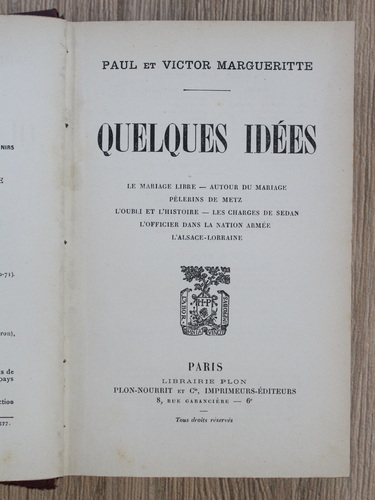 PAUL ET VICTOR MARGUERITTE
QUELQUES IDÉES
LE MARIAGE LIBRE — AUTOUR DU MARIAGE
PÈLERINS DE METZ
L'OUBLI ET L'HISTOIRE — LES CHARGES DE SEDAN
L'OFFICIER DANS LA NATION ARMÉE
L'ALSACE-LORRAINE
LABOR
H P
IMPROBUS
PARIS
LIBRAIRIE PLON
PLON-NOURRIT ET Cie, IMPRIMEURS-ÉDITEURS
8, RUE GARANCIÈRE — 6e
Tous droits réservés